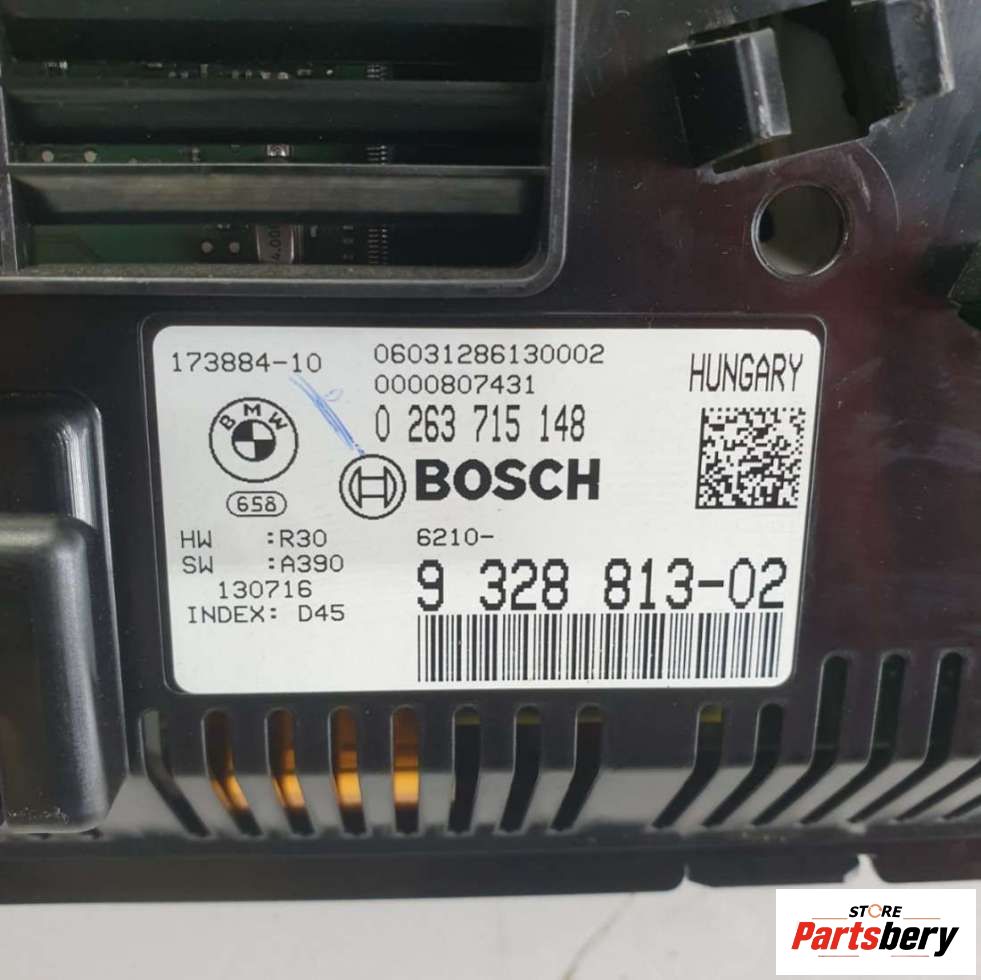 173884-10
06031286130002
0000807431
HUNGARY
0 263 715 148
BMW
BOSCH
658
HW :R30
6210-
SW :A390
9 328 813-02
130716
INDEX: D45
STORE
Partsbery